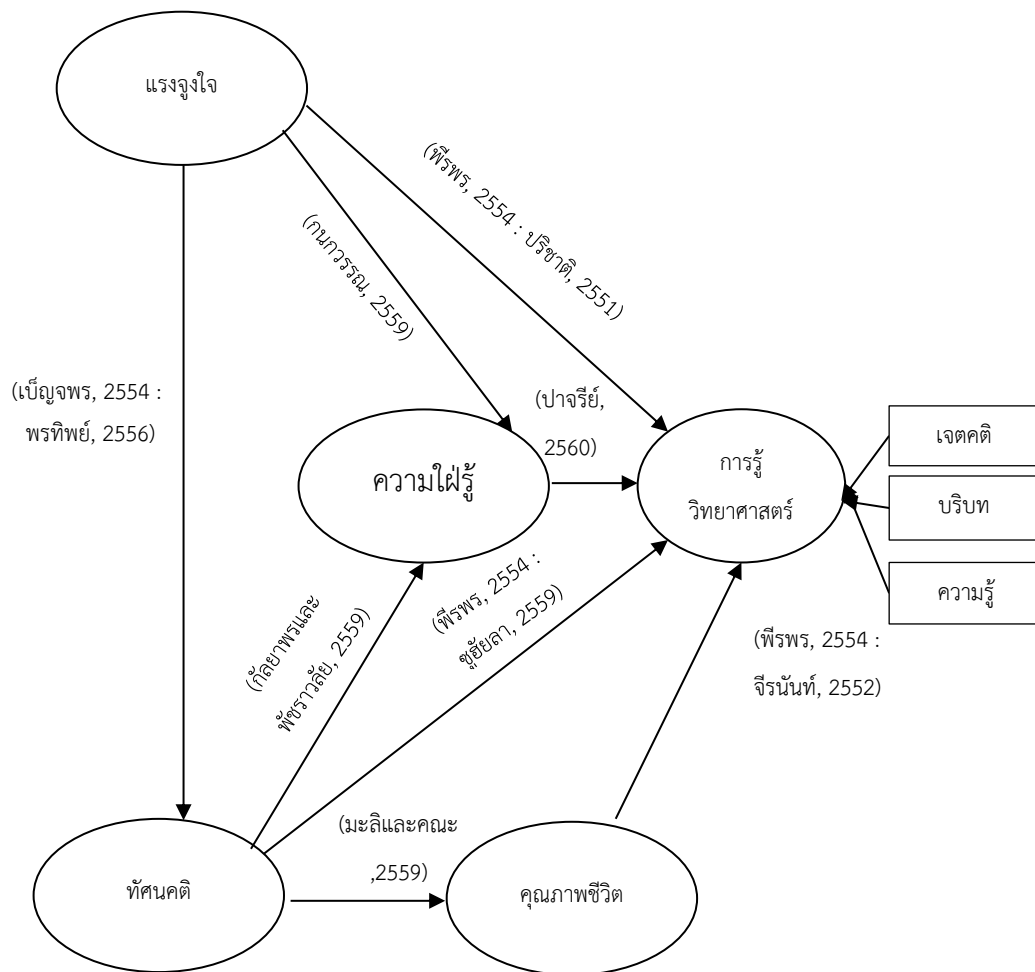 แรงจูงใจ
(พีรพร, 2554 : ปริชาติ, 2551)
(กนกวรรณ, 2559)
(เบ็ญจพร, 2554 :
พรทิพย์, 2556)
(ปาจรีย์,
2560)
ความใฝ่รู้
การรู้
วิทยาศาสตร์
เจตคติ
บริบท
ความรู้
(กัลยาพรและ
พัชราวลัย, 2559)
(พีรพร, 2554 :
ซูฮัยลา, 2559)
(พีรพร, 2554 :
จีรนันท์, 2552)
(มะลิและคณะ
,2559)
ทัศนคติ
คุณภาพชีวิต